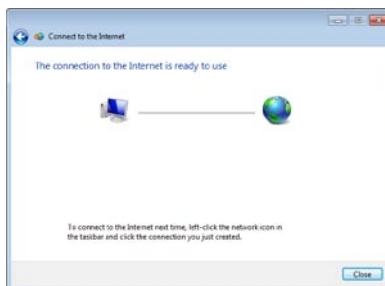 Connect to the Internet
The connection to the Internet is ready to use
To connect to the Internet next time, left-click the network icon in
the taskbar and click the connection you just created.
Close